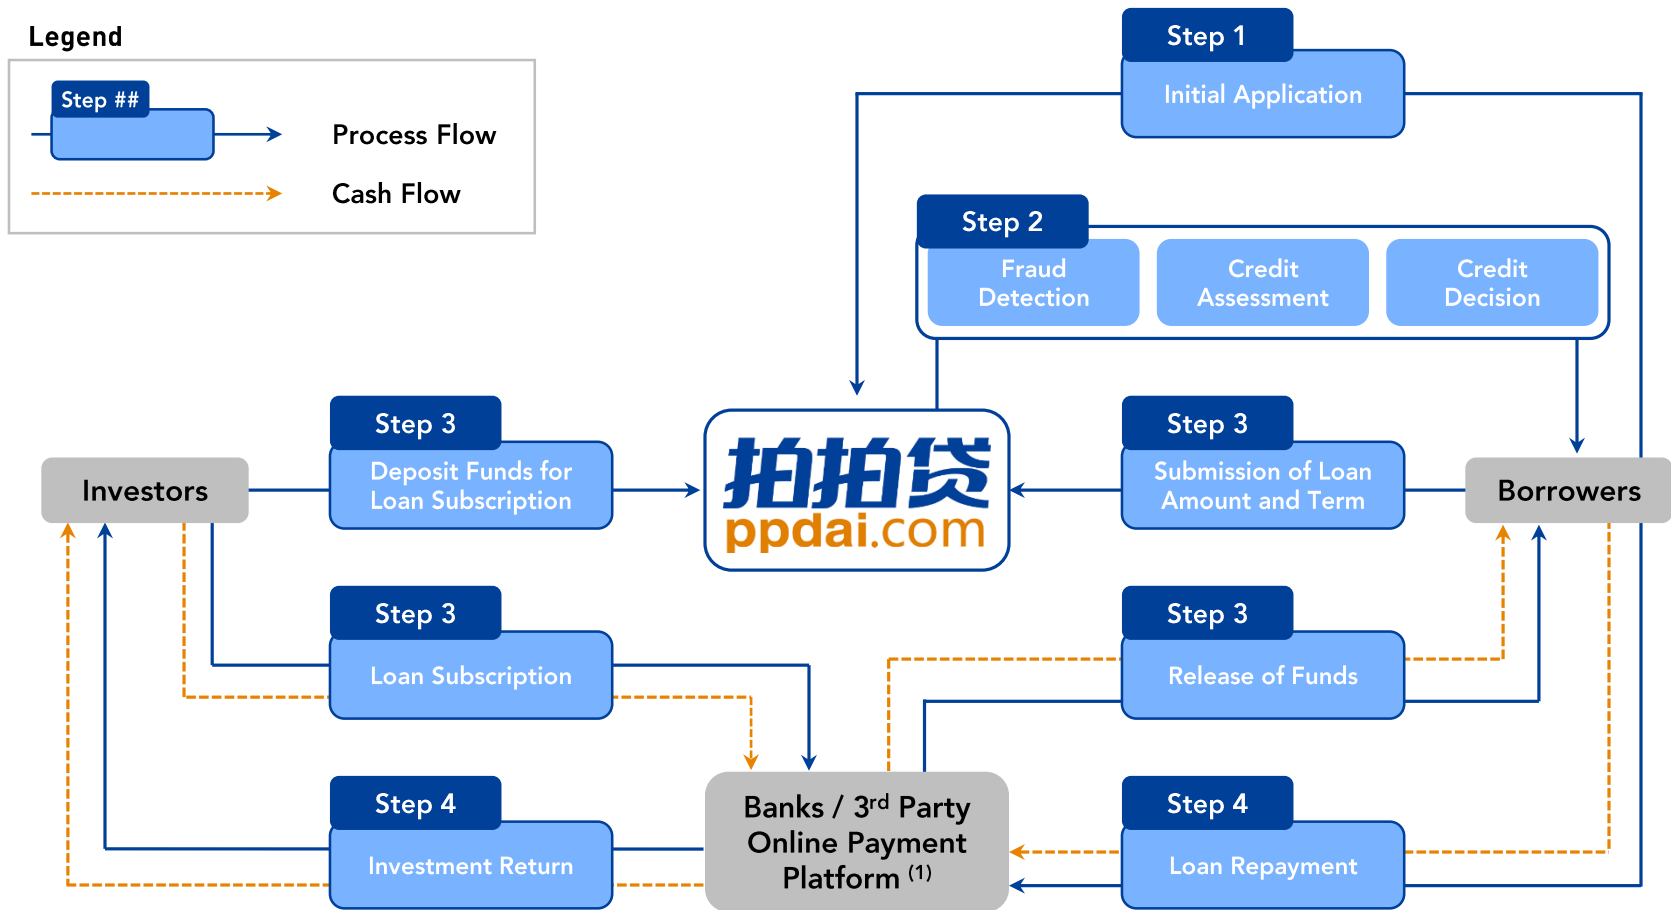 Legend
Step ##
Process Flow
Cash Flow
Step 1
Initial Application
Step 2
Fraud
Detection
Credit
Assessment
Credit
Decision
Step 3
Deposit Funds for
Loan Subscription
Step 3
Submission of Loan
Amount and Term
Investors
拍拍贷
ppdai.com
Borrowers
Step 3
Loan Subscription
Step 3
Release of Funds
Step 4
Investment Return
Banks / 3rd Party
Online Payment
Platform (1)
Step 4
Loan Repayment